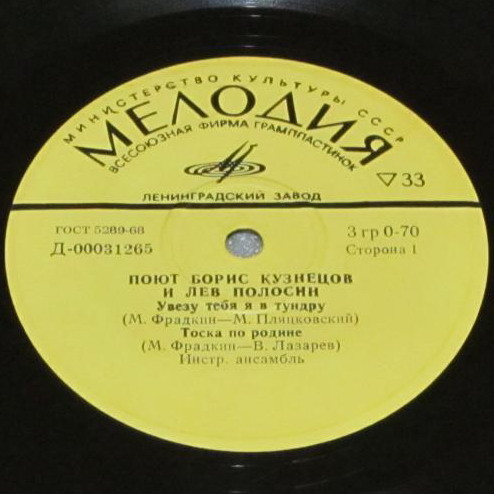 МИНИСТЕРСТВО КУЛЬТУРЫ СССР
МЕЛОДИЯ
ВСЕСОЮЗНАЯ ФИРМА ГРАМПЛАСТИНОК
ЛЕНИНГРАДСКИЙ ЗАВОД
▽33
ГОСТ 5289-68
Д-00031265
3 гр 0-70
Сторона 1
ПОЮТ БОРИС КУЗНЕЦОВ
И ЛЕВ ПОЛОСИН
Увезу тебя я в тундру
(М. Фрадкин—М. Пляцковский)
Тоска по родине
(М. Фрадкин—В. Лазарев)
Инстр. ансамбль